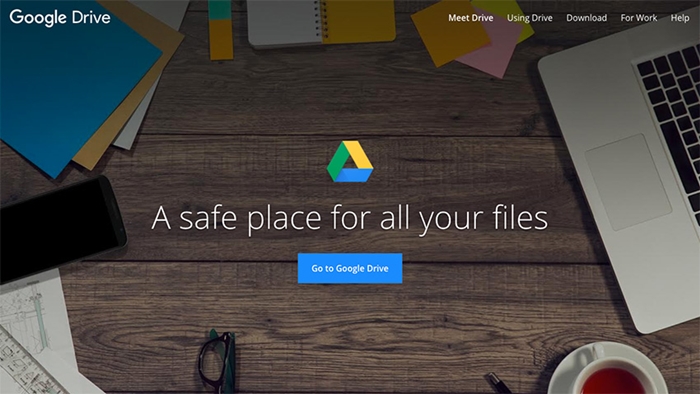 Google Drive
Meet Drive Using Drive Download For Work Help
A safe place for all your files
Go to Google Drive